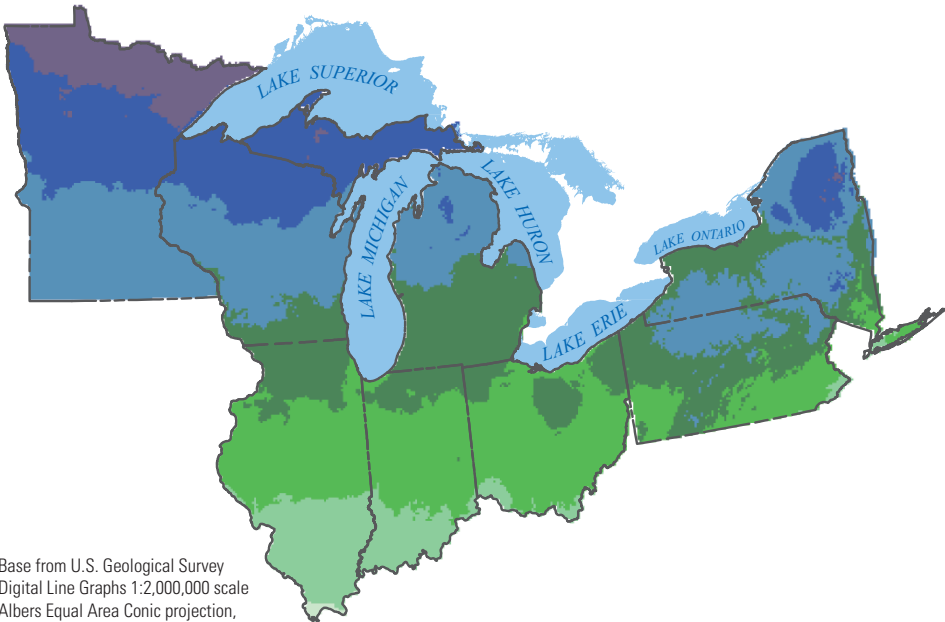 LAKE SUPERIOR
LAKE MICHIGAN
LAKE HURON
LAKE ONTARIO
LAKE ERIE
Base from U.S. Geological Survey
Digital Line Graphs 1:2,000,000 scale
Albers Equal Area Conic projection,